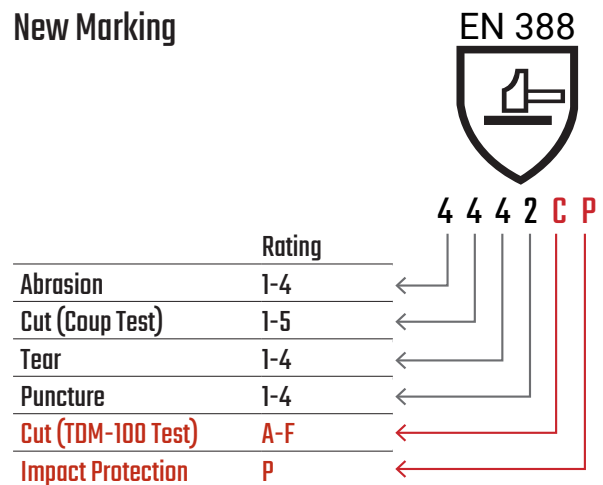 New Marking
EN 388
4 4 4 2 C P
Rating
Abrasion 1-4
Cut (Coup Test) 1-5
Tear 1-4
Puncture 1-4
Cut (TDM-100 Test) A-F
Impact Protection P